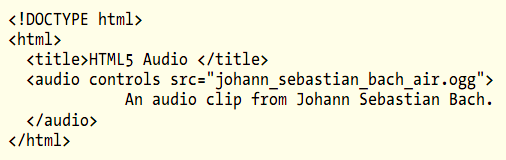 <!DOCTYPE html>
<html>
  <title>HTML5 Audio </title>
  <audio controls src="johann_sebastian_bach_air.ogg">
            An audio clip from Johann Sebastian Bach.
  </audio>
</html>